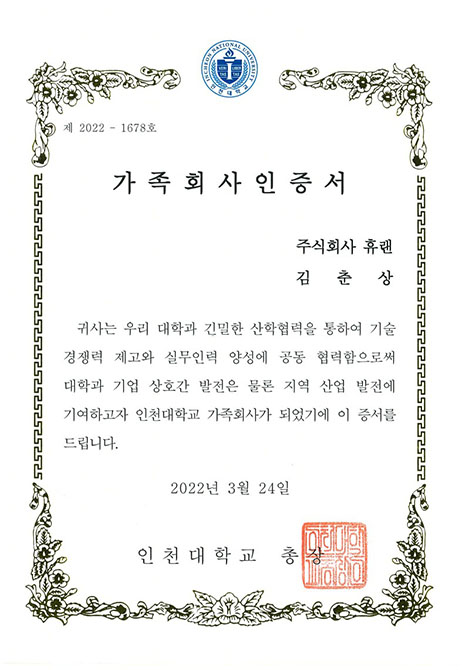 INCHEON NATIONAL UNIVERSITY
인천대학교
제 2022 - 1678호
가족회사인증서
주식회사 휴랜
김 춘 상
귀사는 우리 대학과 긴밀한 산학협력을 통하여 기술
경쟁력 제고와 실무인력 양성에 공동 협력함으로써
대학과 기업 상호간 발전은 물론 지역 산업 발전에
기여하고자 인천대학교 가족회사가 되었기에 이 증서를
드립니다.
2022년 3월 24일
인천대학교 총장